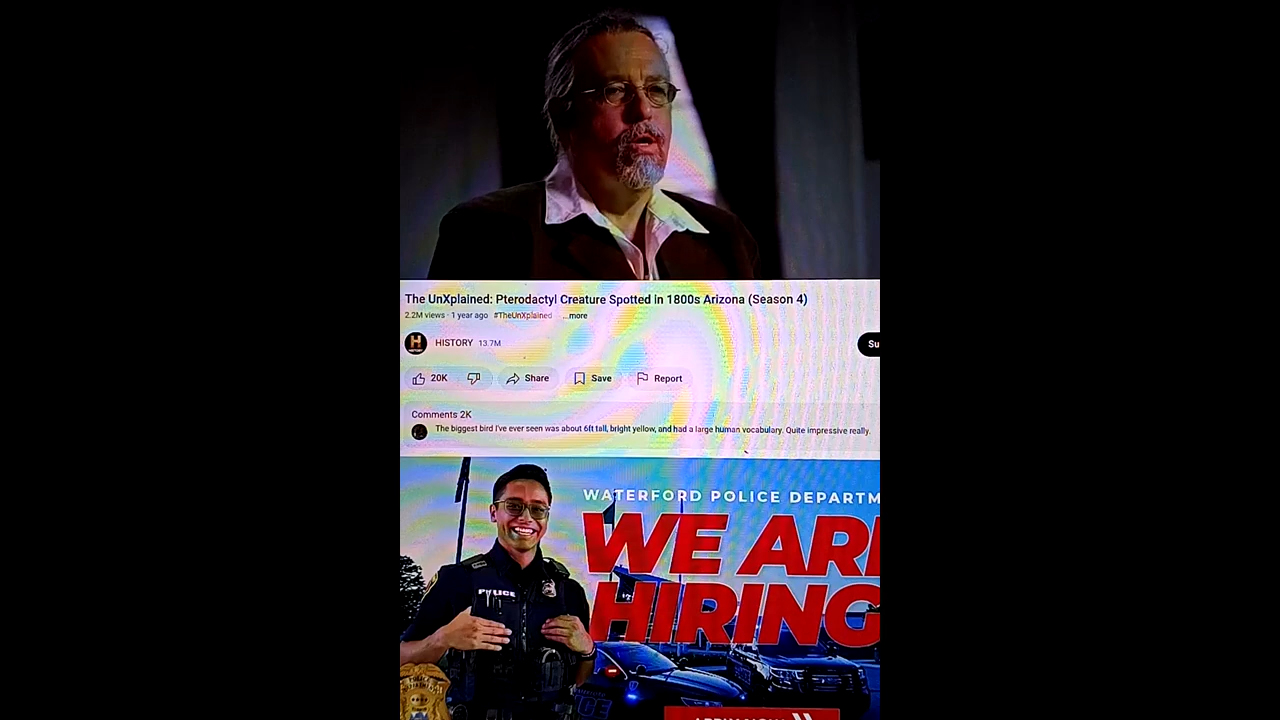 The UnXplained: Pterodactyl Creature Spotted in 1800s Arizona (Season 4)
2.2M views · 1 year ago #TheUnXplained ...more
HISTORY 13.7M
Su
20K Share Save Report
Comments 2K
The biggest bird I've ever seen was about 6ft tall, bright yellow, and had a large human vocabulary. Quite impressive really.
WATERFORD POLICE DEPARTM
WE ARE
HIRING
POLICE